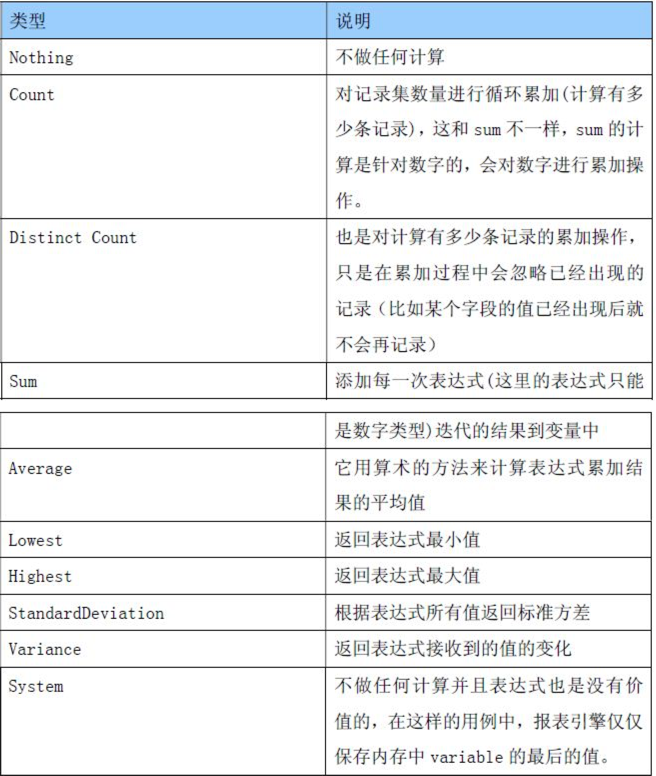 类型 说明
Nothing 不做任何计算
Count 对记录集数量进行循环累加(计算有多
少条记录),这和 sum 不一样, sum 的计
算是针对数字的,会对数字进行累加操
作。
Distinct Count 也是对计算有多少条记录的累加操作,
只是在累加过程中会忽略已经出现的
记录（比如某个字段的值已经出现后就
不会再记录）
Sum 添加每一次表达式(这里的表达式只能
是数字类型)迭代的结果到变量中
Average 它用算术的方法来计算表达式累加结
果的平均值
Lowest 返回表达式最小值
Highest 返回表达式最大值
StandardDeviation 根据表达式所有值返回标准方差
Variance 返回表达式接收到的值的变化
System 不做任何计算并且表达式也是没有价
值的,在这样的用例中,报表引擎仅仅
保存内存中 variable 的最后的值。